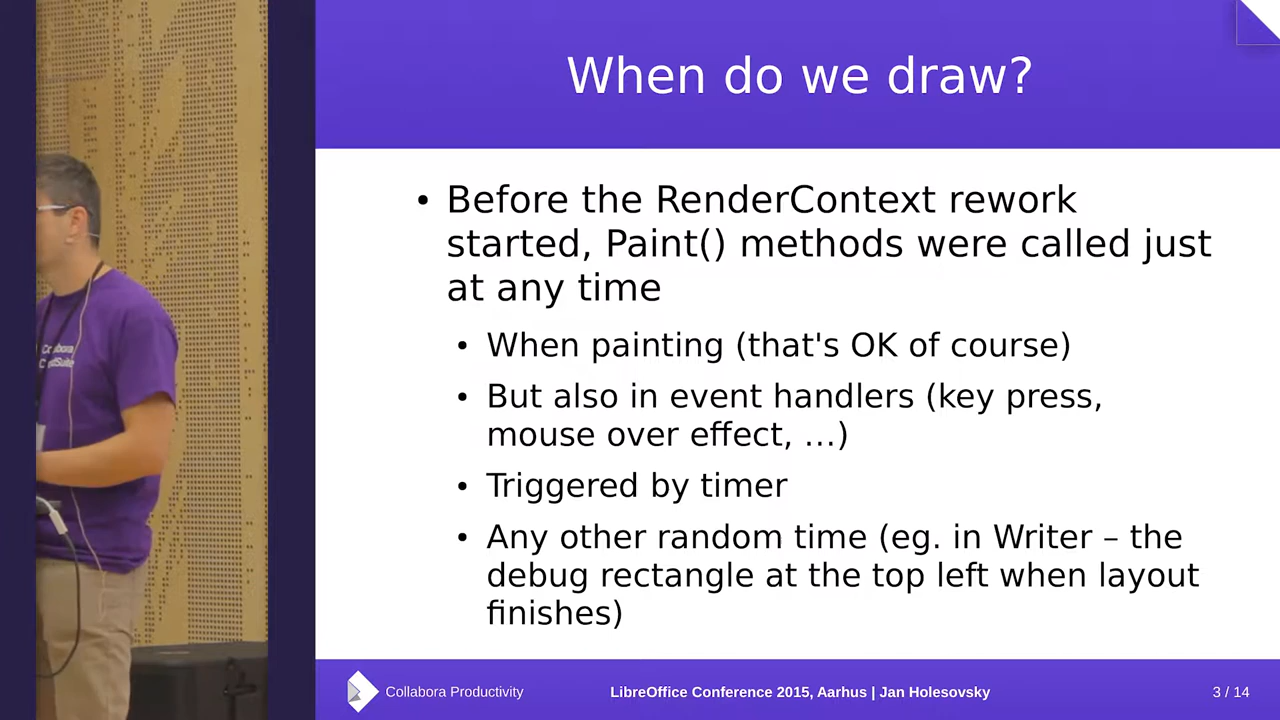 When do we draw?
• Before the RenderContext rework
started, Paint() methods were called just
at any time
• When painting (that's OK of course)
• But also in event handlers (key press,
mouse over effect, ...)
• Triggered by timer
• Any other random time (eg. in Writer – the
debug rectangle at the top left when layout
finishes)
Collabora Productivity
LibreOffice Conference 2015, Aarhus | Jan Holesovsky
3 / 14